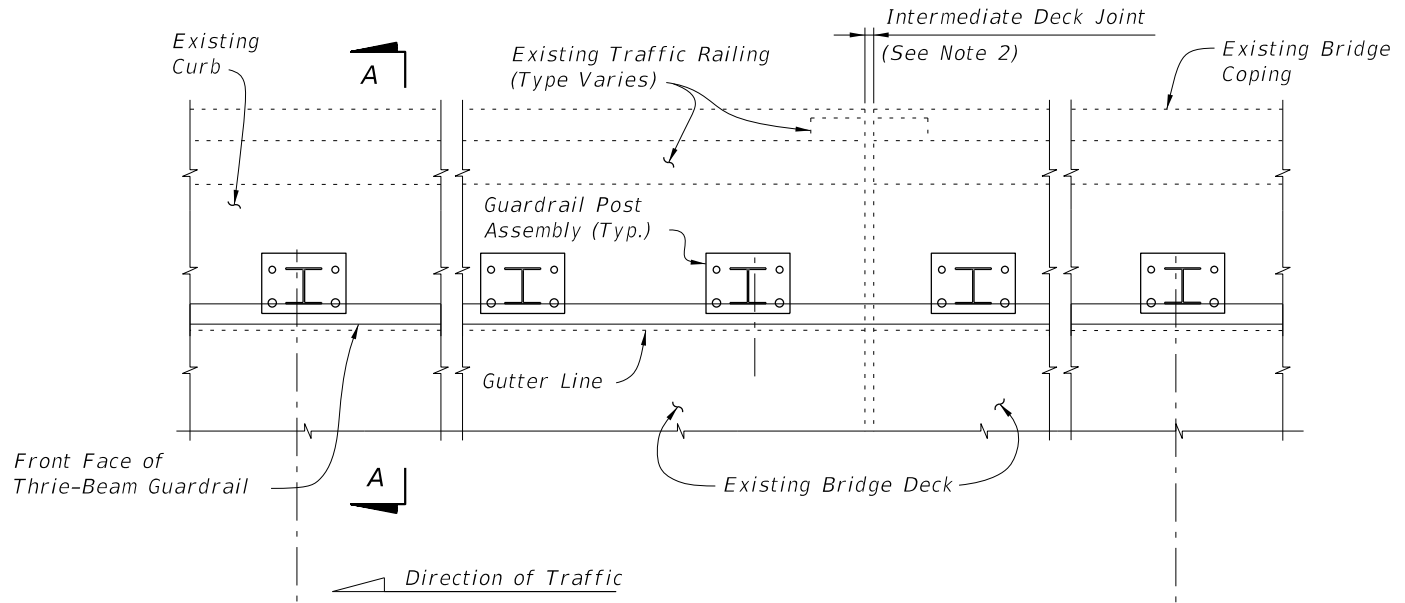 Intermediate Deck Joint
(See Note 2)
Existing
Curb
A
Existing Traffic Railing
(Type Varies)
Existing Bridge
Coping
Guardrail Post
Assembly (Typ.)
Gutter Line
Front Face of
Thrie-Beam Guardrail
A
Existing Bridge Deck
Direction of Traffic